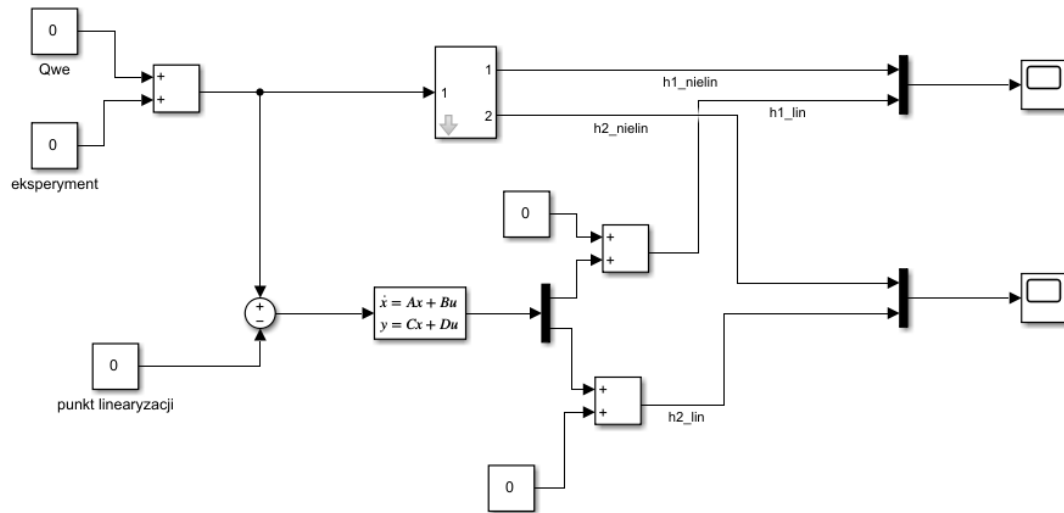 0
Qwe
+
+
0
eksperyment
1
1
2
h1_nielin
h1_lin
h2_nielin
0
+
+
+
−
ẋ = Ax + Bu
y = Cx + Du
0
punkt linearyzacji
+
+
h2_lin
0